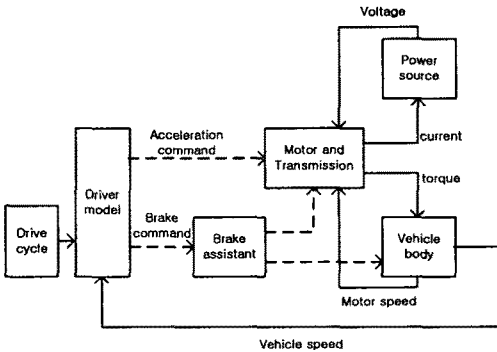 Voltage
Power
source
Acceleration
command
Motor and
Transmission
current
torque
Driver
model
Drive
cycle
Brake
command
Brake
assistant
Vehicle
body
Motor speed
Vehicle speed